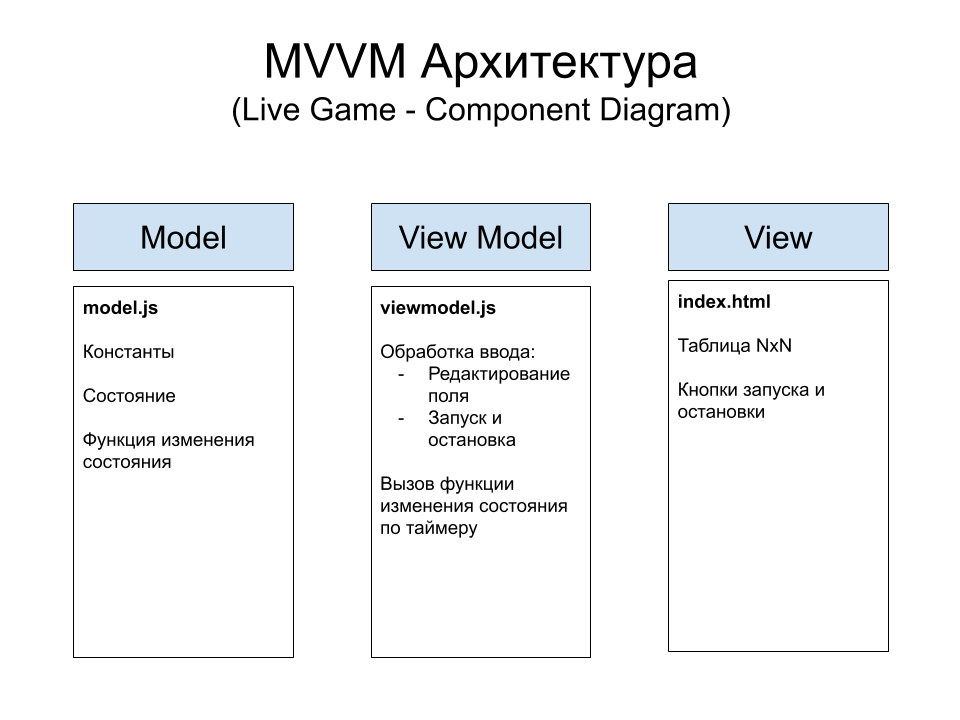 MVVM Архитектура
(Live Game - Component Diagram)
Model
model.js
Константы
Состояние
Функция изменения
состояния
View Model
viewmodel.js
Обработка ввода:
- Редактирование
поля
- Запуск и
остановка
Вызов функции
изменения состояния
по таймеру
View
index.html
Таблица NxN
Кнопки запуска и
остановки